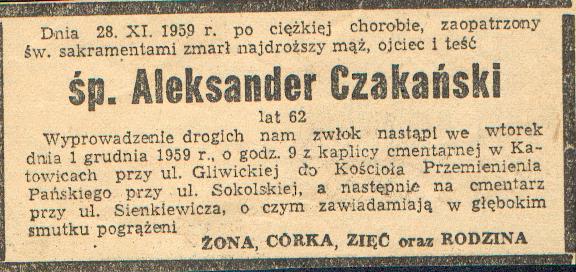 Dnia 28. XI. 1959 r. po ciężkiej chorobie, zaopatrzony
św. sakramentami zmarł najdroższy mąż, ojciec i teść
śp. Aleksander Czakański
lat 62
Wyprowadzenie drogich nam zwłok nastąpi we wtorek
dnia 1 grudnia 1959 r., o godz. 9 z kaplicy cmentarnej w Ka-
towicach przy ul. Gliwickiej do Kościoła Przemienienia
Pańskiego przy ul. Sokolskiej, a następnie na cmentarz
przy ul. Sienkiewicza, o czym zawiadamiają w głębokim
smutku pogrążeni
ŻONA, CÓRKA, ZIĘĆ oraz RODZINA